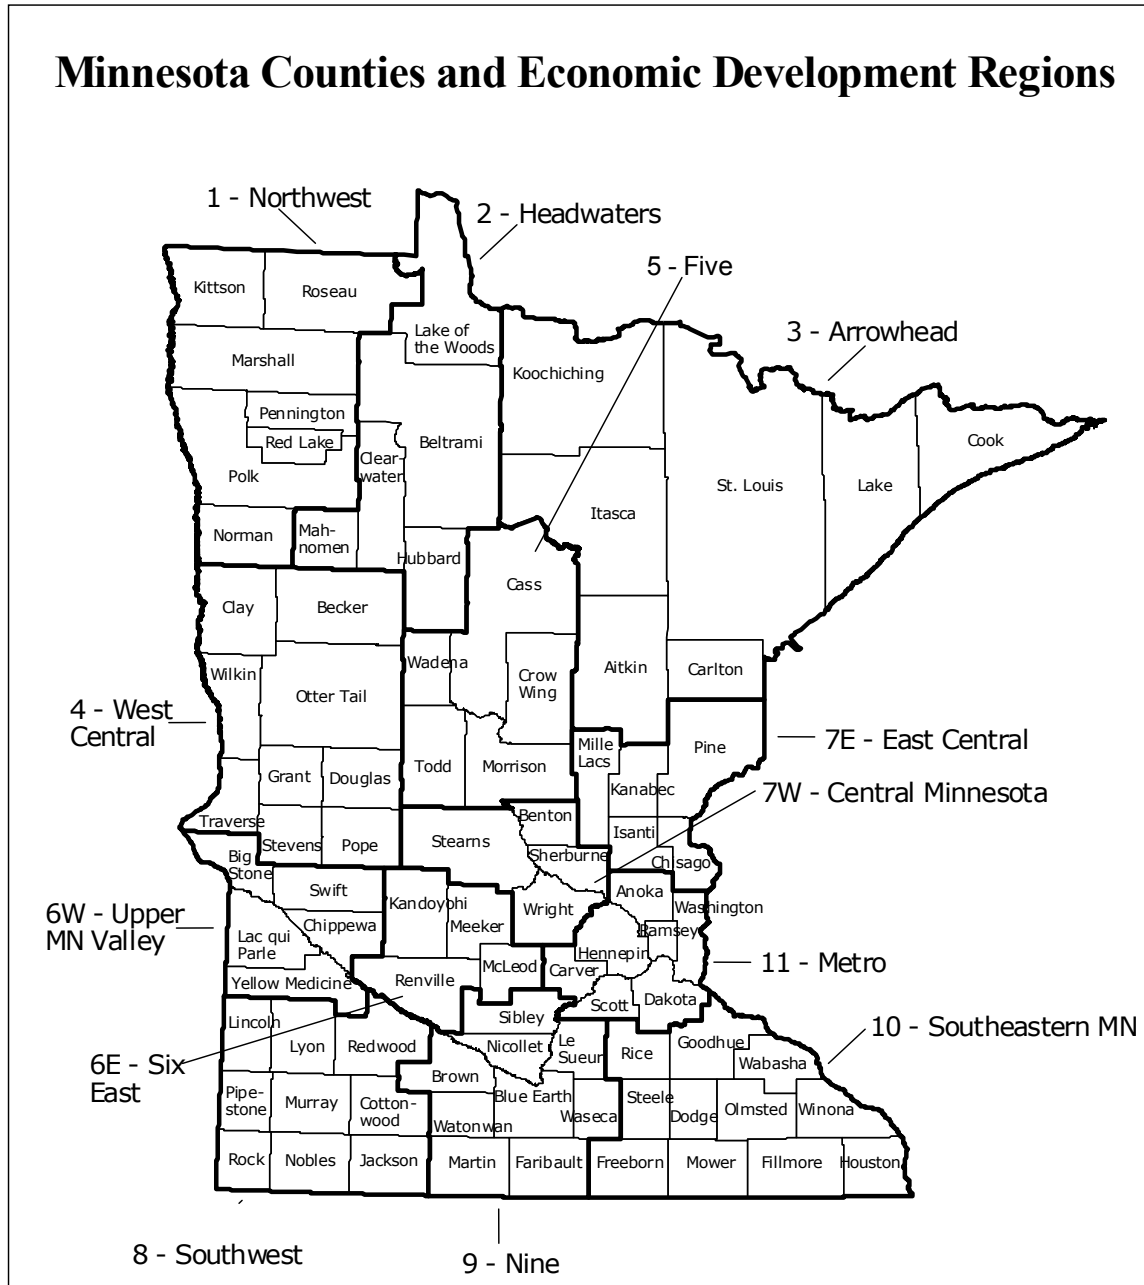 Minnesota Counties and Economic Development Regions
1 - Northwest
2 - Headwaters
5 - Five
3 - Arrowhead
Kittson
Roseau
Lake of
the Woods
Marshall
Koochiching
Pennington
Red Lake
Beltrami
Clear-
water
Cook
Polk
St. Louis
Lake
Itasca
Norman
Mah-
nomen
Hubbard
Cass
Clay
Becker
Wadena
Aitkin
Carlton
Wilkin
Crow
Wing
Otter Tail
4 - West
Central
7E - East Central
Mille
Lacs
Pine
Grant
Douglas
Todd
Morrison
Kanabec
7W - Central Minnesota
Traverse
Benton
Stevens
Pope
Stearns
Isanti
Big
Stone
Sherburne
Chisago
Swift
Anoka
Kandoyohi
Wright
Washington
6W - Upper
MN Valley
Chippewa
Meeker
Ramsey
Lac qui
Parle
Hennepin
11 - Metro
McLeod
Carver
Yellow Medicine
Renville
Scott
Dakota
Lincoln
Sibley
10 - Southeastern MN
Lyon
Redwood
Nicollet
Le
Sueur
Rice
Goodhue
Wabasha
6E - Six
East
Brown
Pipe-
stone
Murray
Cotton-
wood
Blue Earth
Waseca
Steele
Dodge
Olmsted
Winona
Watonwan
Rock
Nobles
Jackson
Martin
Faribault
Freeborn
Mower
Fillmore
Houston
8 - Southwest
9 - Nine